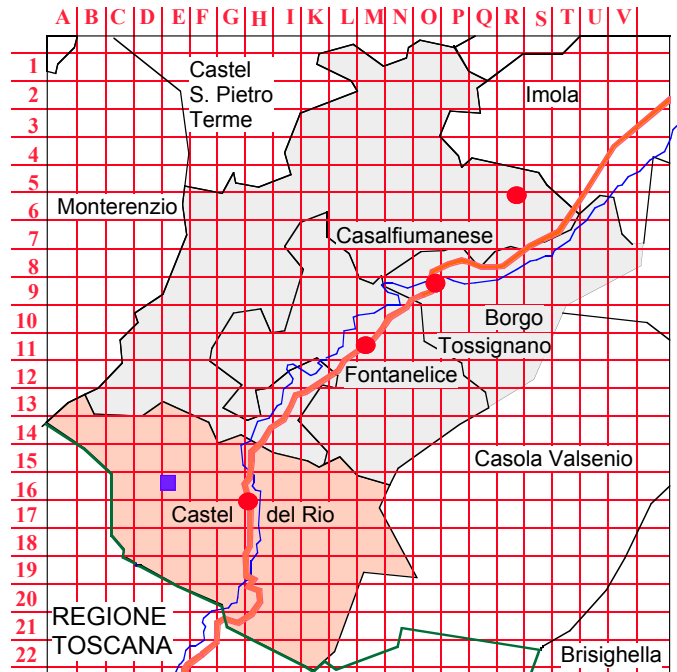 A B C D E F G H I K L M N O P Q R S T U V
1
2
3
4
5
6
7
8
9
10
11
12
13
14
15
16
17
18
19
20
21
22
Castel
S. Pietro
Terme
Imola
Monterenzio
Casalfiumanese
Borgo
Tossignano
Fontanelice
Casola Valsenio
Castel del Rio
REGIONE
TOSCANA
Brisighella